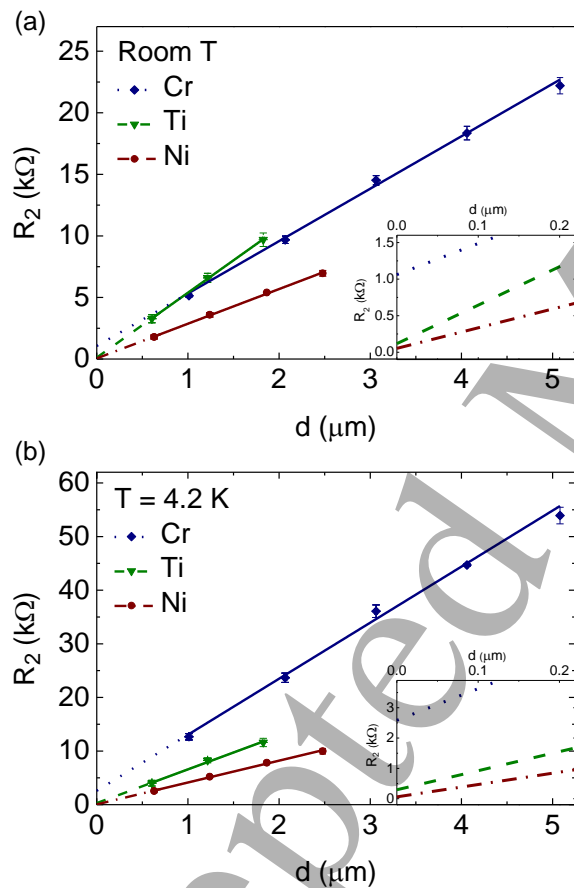 (a)
Room T
Cr
Ti
Ni
R2 (kΩ)
25
20
15
10
5
0
0 1 2 3 4 5
d (μm)
d (μm)
0.0 0.1 0.2
R2 (kΩ)
1.5
1.0
0.5
0.0
(b)
T = 4.2 K
Cr
Ti
Ni
R2 (kΩ)
60
50
40
30
20
10
0
0 1 2 3 4 5
d (μm)
d (μm)
0.0 0.1 0.2
R2 (kΩ)
3
2
1
0
epted M